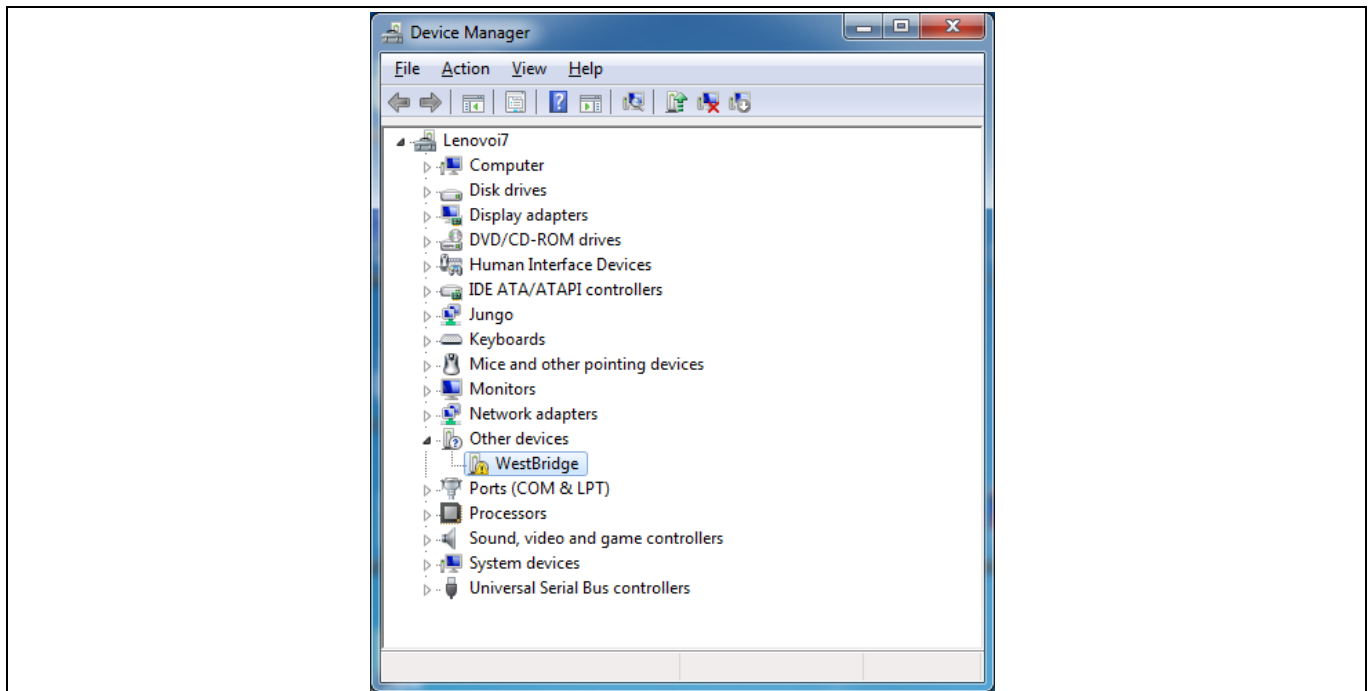 Device Manager
File Action View Help
Lenovoi7
Computer
Disk drives
Display adapters
DVD/CD-ROM drives
Human Interface Devices
IDE ATA/ATAPI controllers
Jungo
Keyboards
Mice and other pointing devices
Monitors
Network adapters
Other devices
WestBridge
Ports (COM & LPT)
Processors
Sound, video and game controllers
System devices
Universal Serial Bus controllers